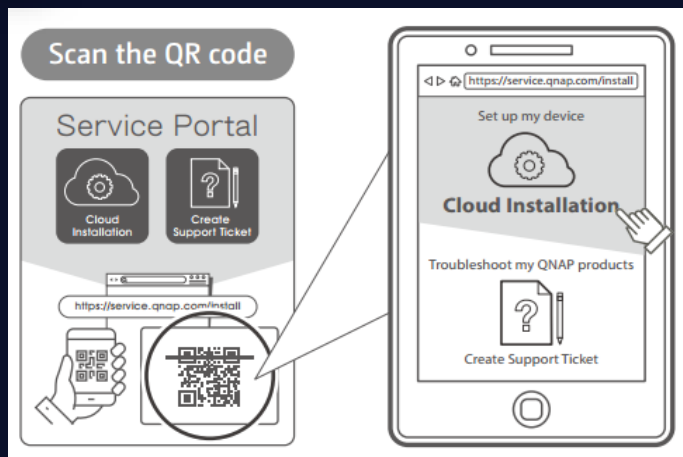 Scan the QR code
Service Portal
Cloud
Installation
Create
Support Ticket
https://service.qnap.com/install
https://service.qnap.com/install
Set up my device
Cloud Installation
Troubleshoot my QNAP products
Create Support Ticket